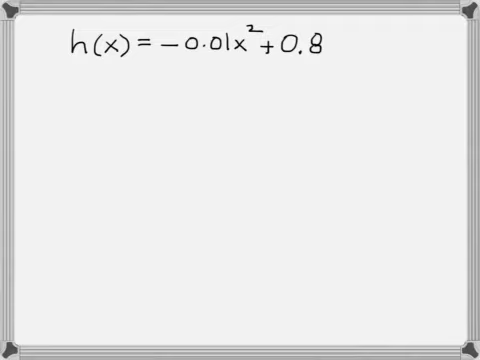 h(x) = -0.01x² + 0.8